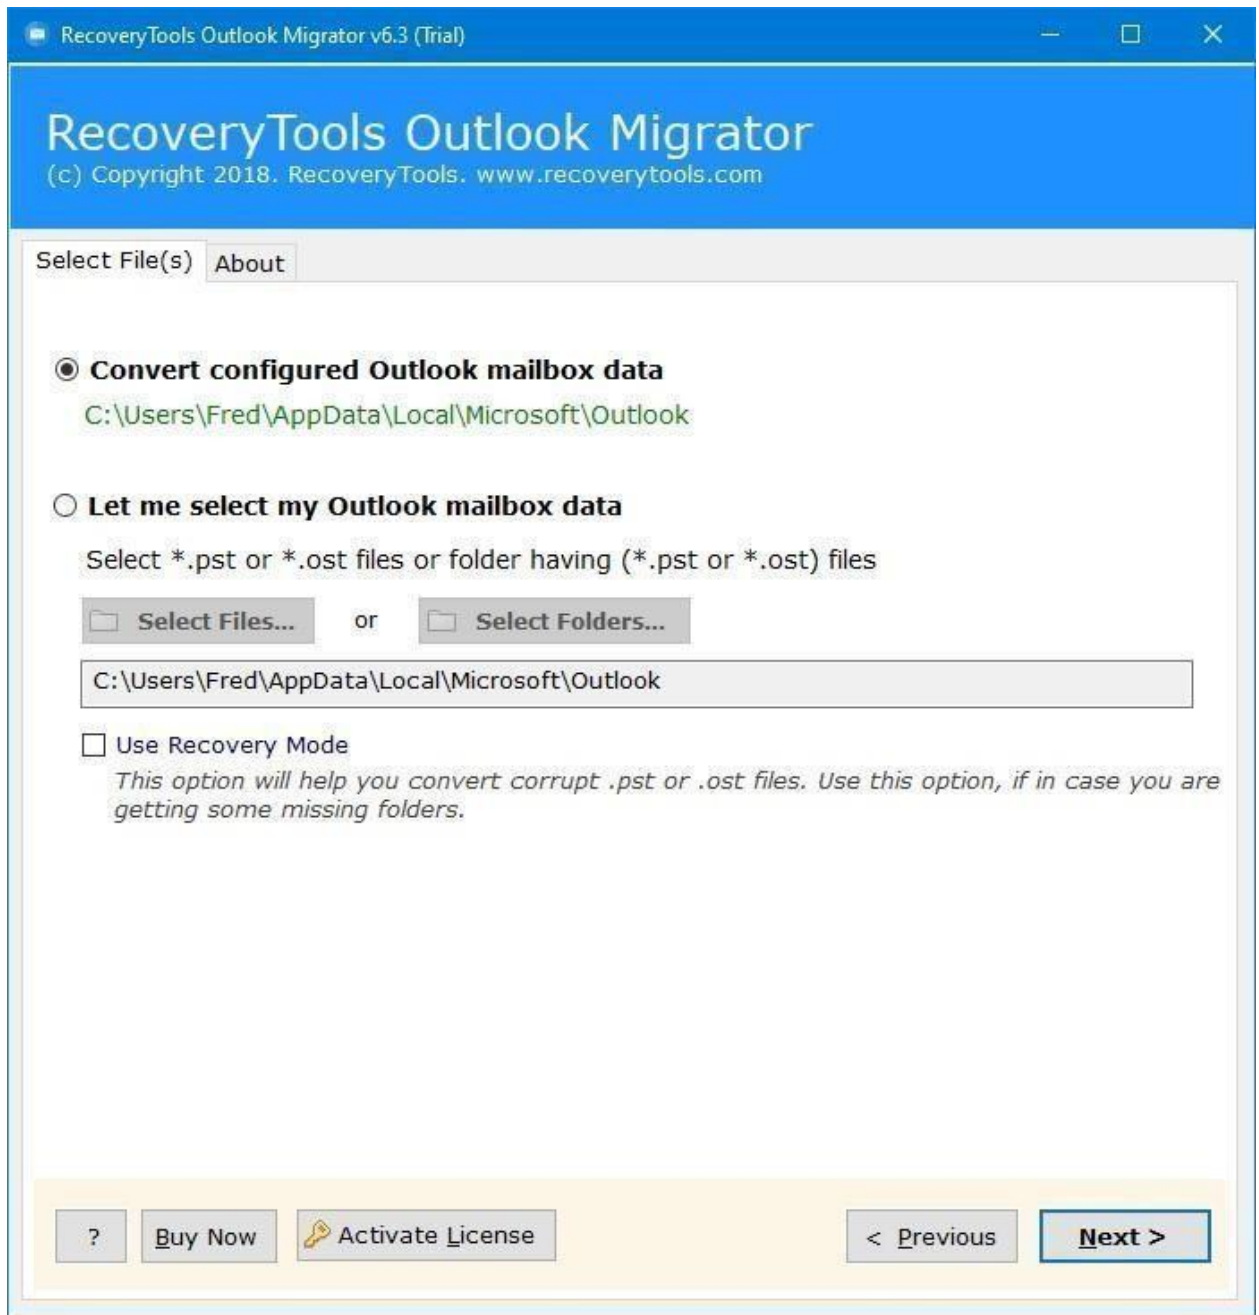 RecoveryTools Outlook Migrator v6.3 (Trial)
RecoveryTools Outlook Migrator
(c) Copyright 2018. RecoveryTools. www.recoverytools.com
Select File(s) About
Convert configured Outlook mailbox data
C:\Users\Fred\AppData\Local\Microsoft\Outlook
Let me select my Outlook mailbox data
Select *.pst or *.ost files or folder having (*.pst or *.ost) files
Select Files... or Select Folders...
C:\Users\Fred\AppData\Local\Microsoft\Outlook
Use Recovery Mode
This option will help you convert corrupt .pst or .ost files. Use this option, if in case you are
getting some missing folders.
? Buy Now Activate License < Previous Next >